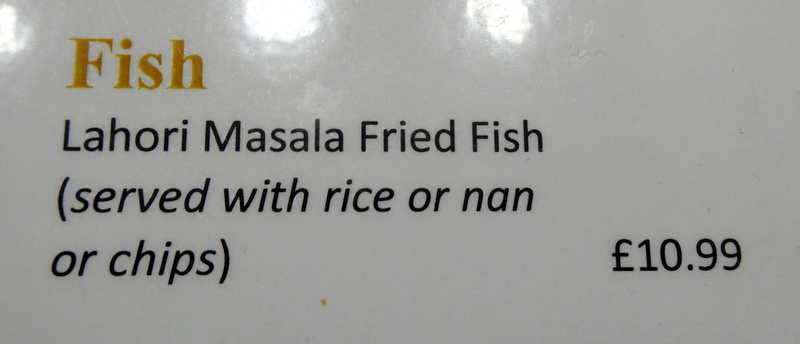 Fish
Lahori Masala Fried Fish
(served with rice or nan
or chips) £10.99